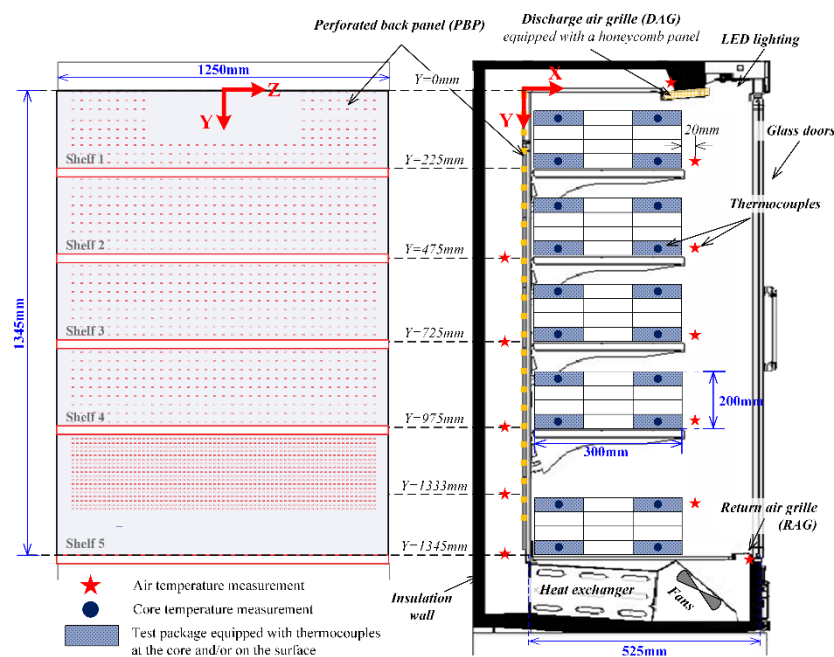 Perforated back panel (PBP)
Discharge air grille (DAG)
equipped with a honeycomb panel
LED lighting
1250mm
Y=0mm
X
Z
Y
Y
20mm
Glass doors
Shelf 1
Y=225mm
Thermocouples
Shelf 2
Y=475mm
1345mm
Shelf 3
Y=725mm
Shelf 4
Y=975mm
200mm
300mm
Y=1333mm
Return air grille
(RAG)
Shelf 5
Y=1345mm
Air temperature measurement
Core temperature measurement
Test package equipped with thermocouples
at the core and/or on the surface
Insulation
wall
Heat exchanger
Fans
525mm